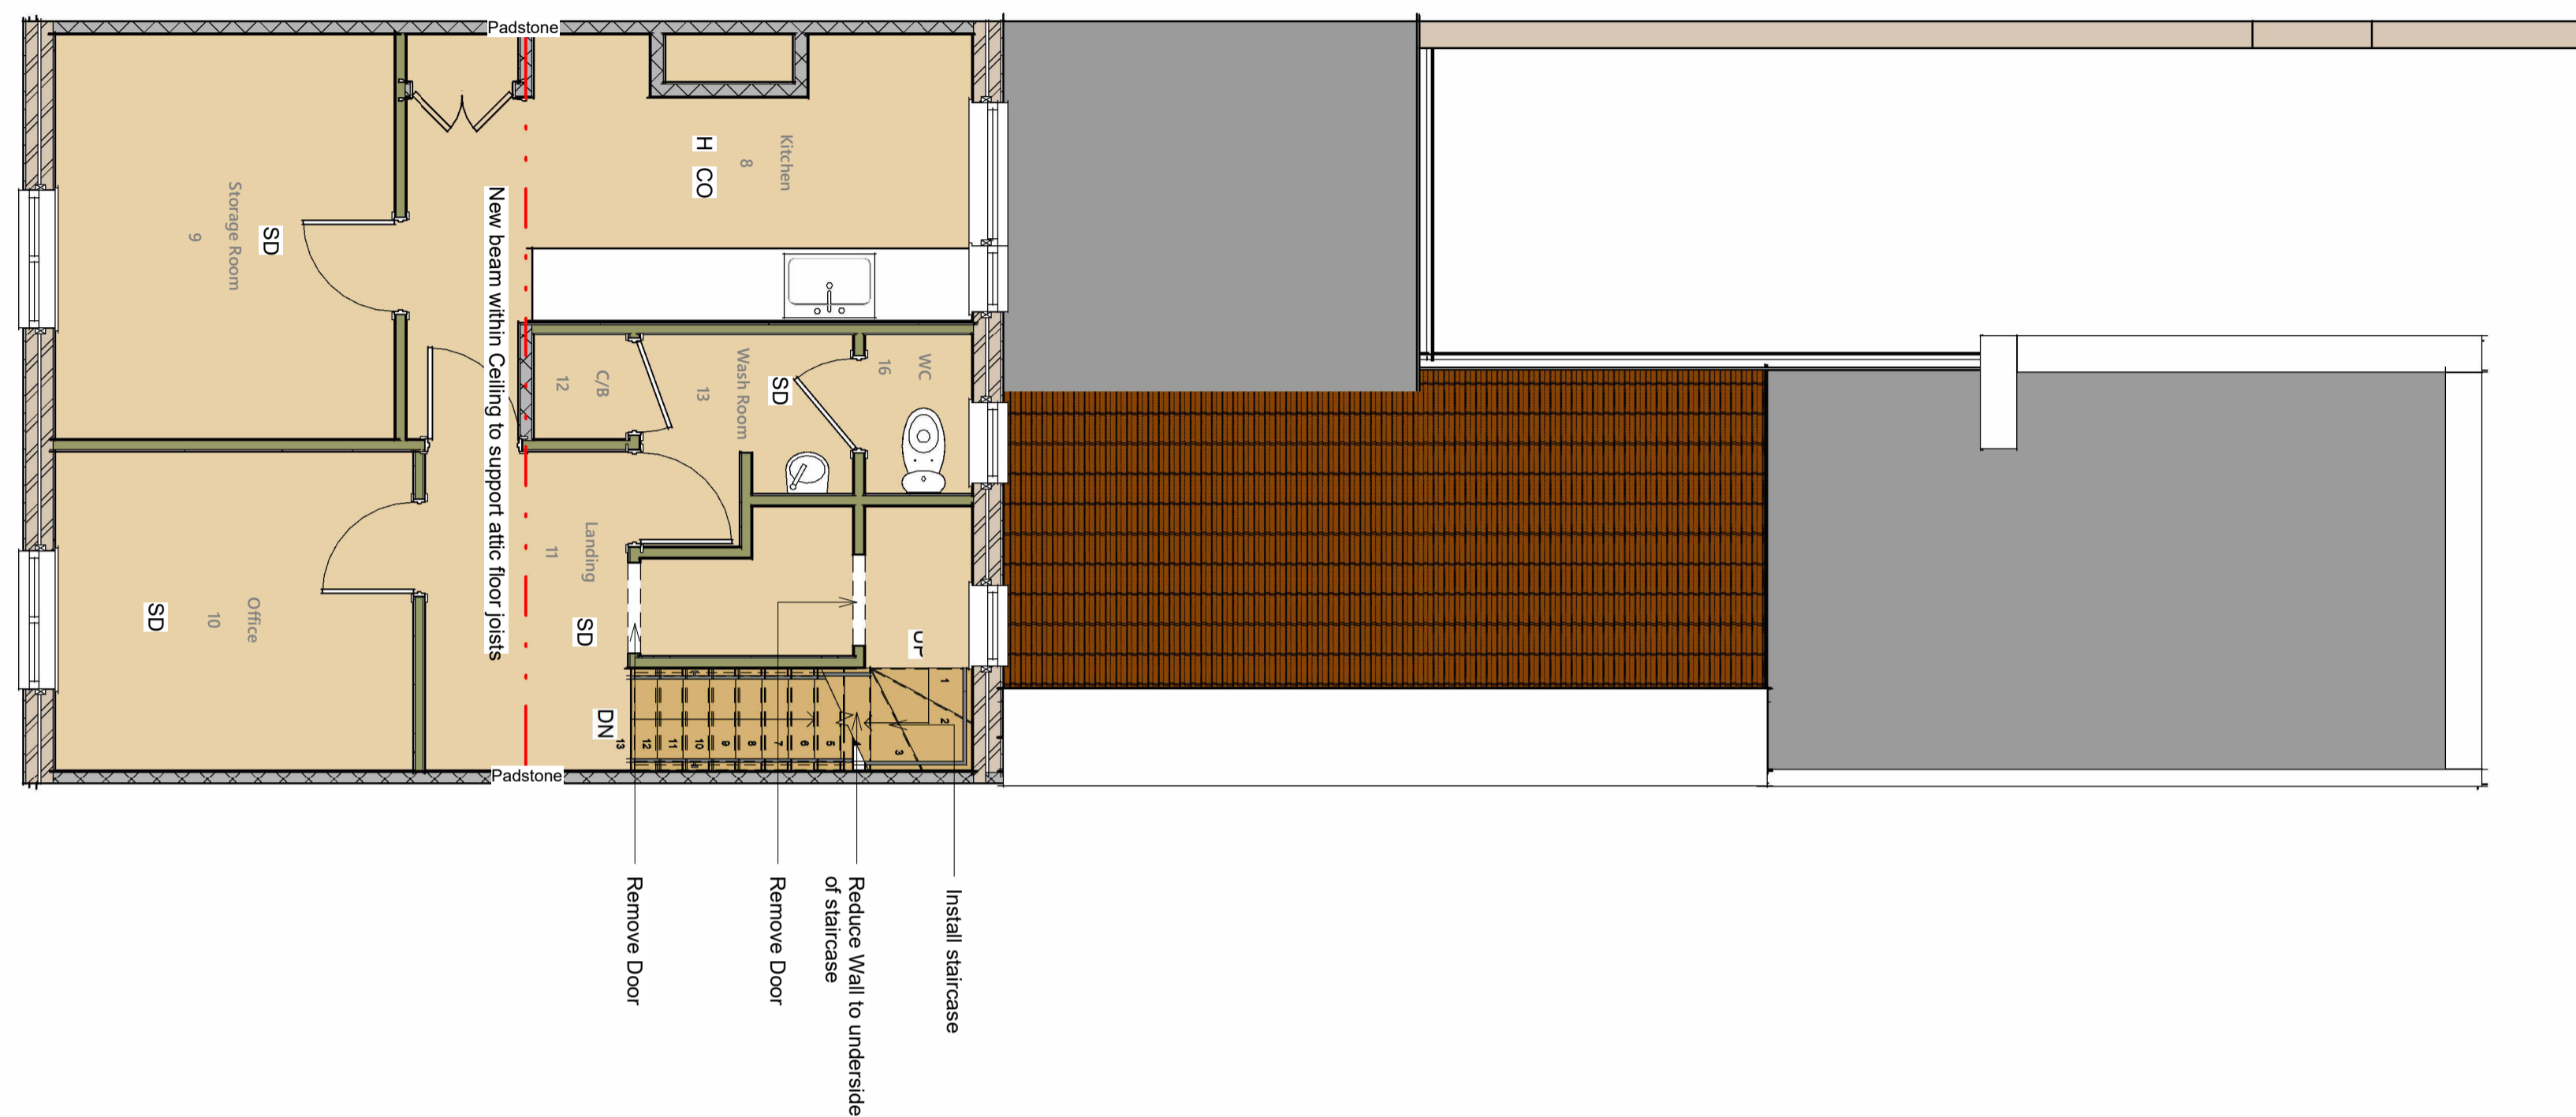 Padstone
Kitchen
8
H
CO
Storage Room
9
SD
New beam within Ceiling to support attic floor joists
C/B
12
Wash Room
13
SD
WC
16
Office
10
SD
Landing
11
SD
DN
1
2
3
4
5
6
7
8
9
10
11
12
13
Padstone
Remove Door
Remove Door
Reduce Wall to underside
of staircase
Install staircase